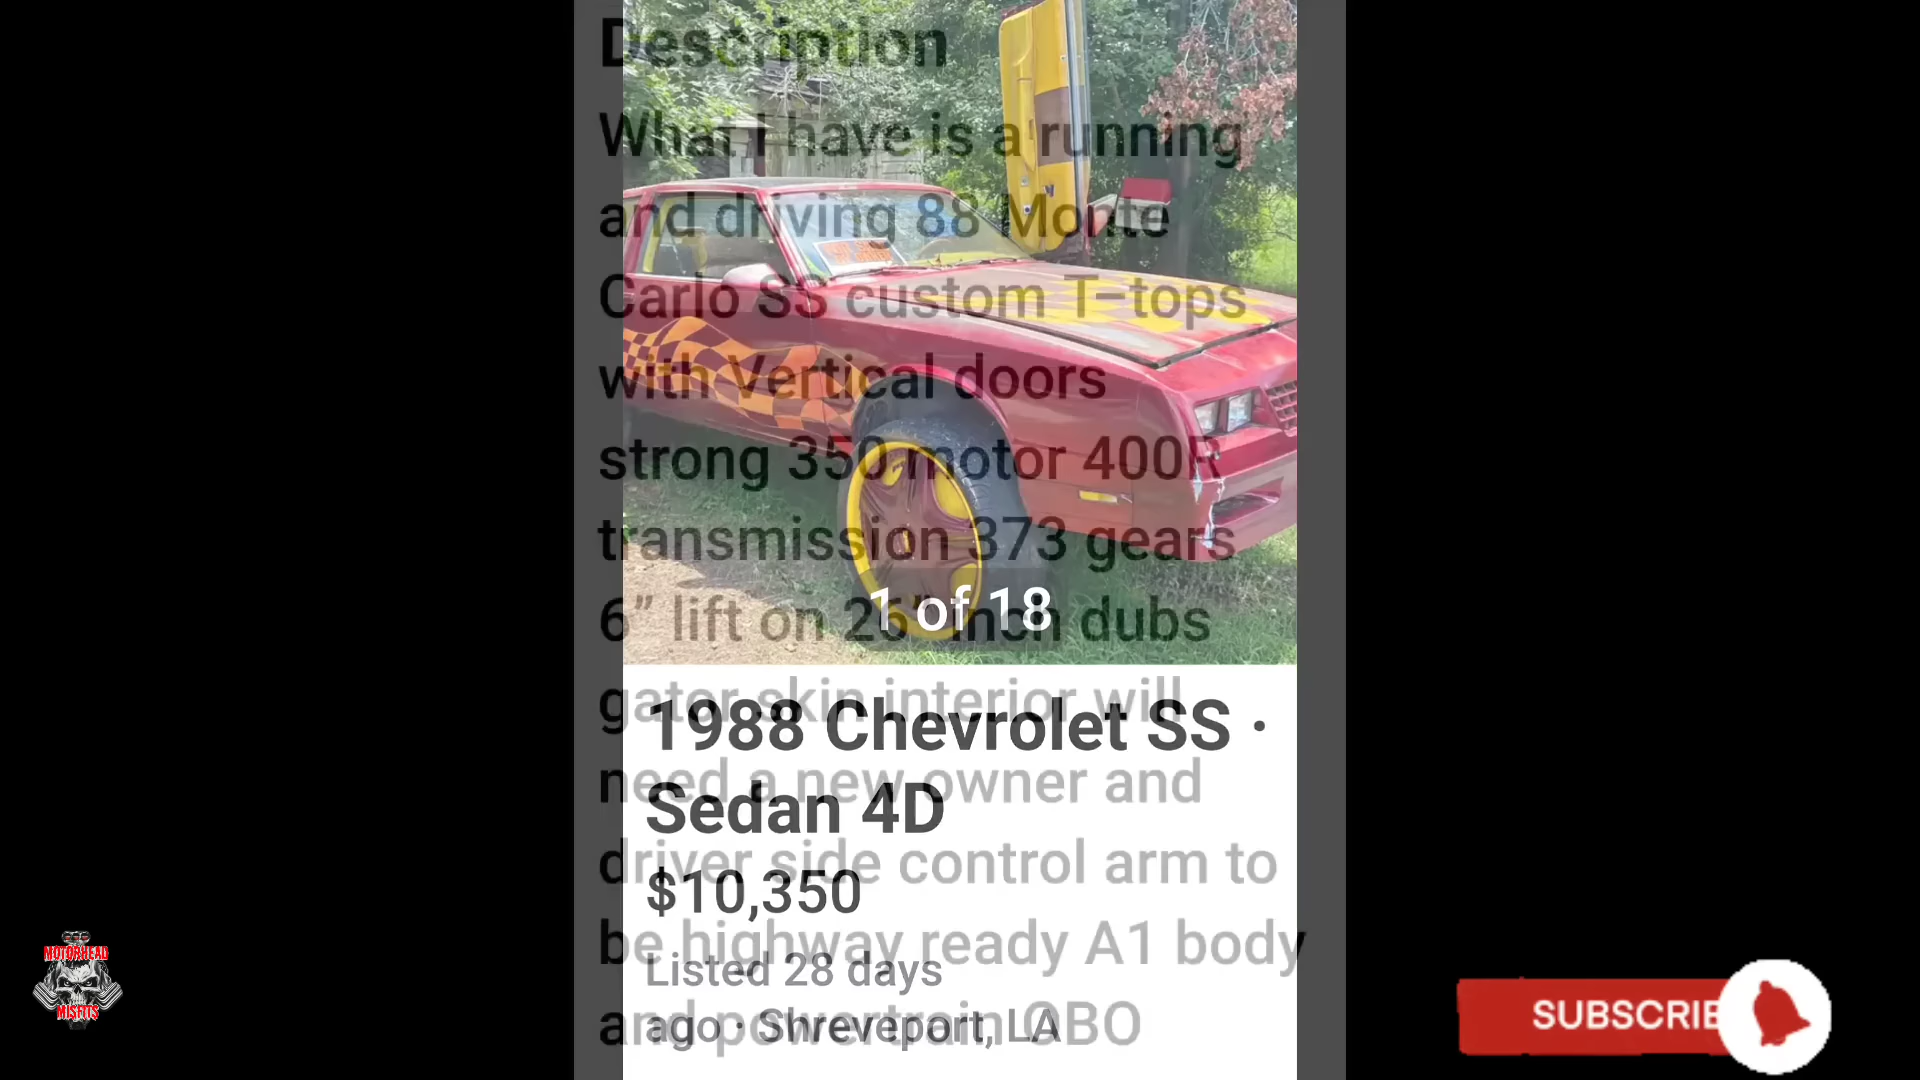 Description
What I have is a running
and driving 88 Monte
Carlo SS custom T-tops
with Vertical doors
strong 350 motor 400R
transmission 373 gears
6” lift on 26” inch dubs
gator skin interior will
need a new owner and
driver side control arm to
be highway ready A1 body
and powertrain OBO
1 of 18
1988 Chevrolet SS ·
Sedan 4D
$10,350
Listed 28 days
ago · Shreveport, LA
MOTORHEAD
MISFITS
SUBSCRIBE